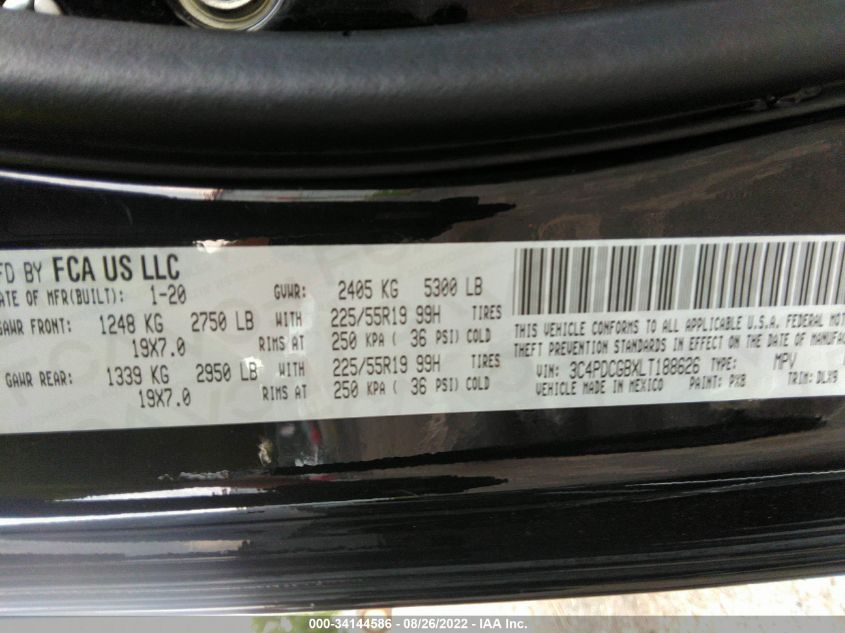 FD BY FCA US LLC
ATE OF MFR(BUILT): 1-20 GVWR: 2405 KG 5300 LB
GAWR FRONT: 1248 KG 2750 LB WITH 225/55R19 99H TIRES
19X7.0 RIMS AT 250 KPA ( 36 PSI) COLD
GAWR REAR: 1339 KG 2950 LB WITH 225/55R19 99H TIRES
19X7.0 RIMS AT 250 KPA ( 36 PSI) COLD
THIS VEHICLE CONFORMS TO ALL APPLICABLE U.S.A. FEDERAL MOT
THEFT PREVENTION STANDARDS IN EFFECT ON THE DATE OF MANUFAC
VIN: 3C4PDCGBXLT188626 TYPE: MPV
VEHICLE MADE IN MEXICO PAINT: PX8 TRIM: DLX9
000-34144586 - 08/26/2022 - IAA Inc.